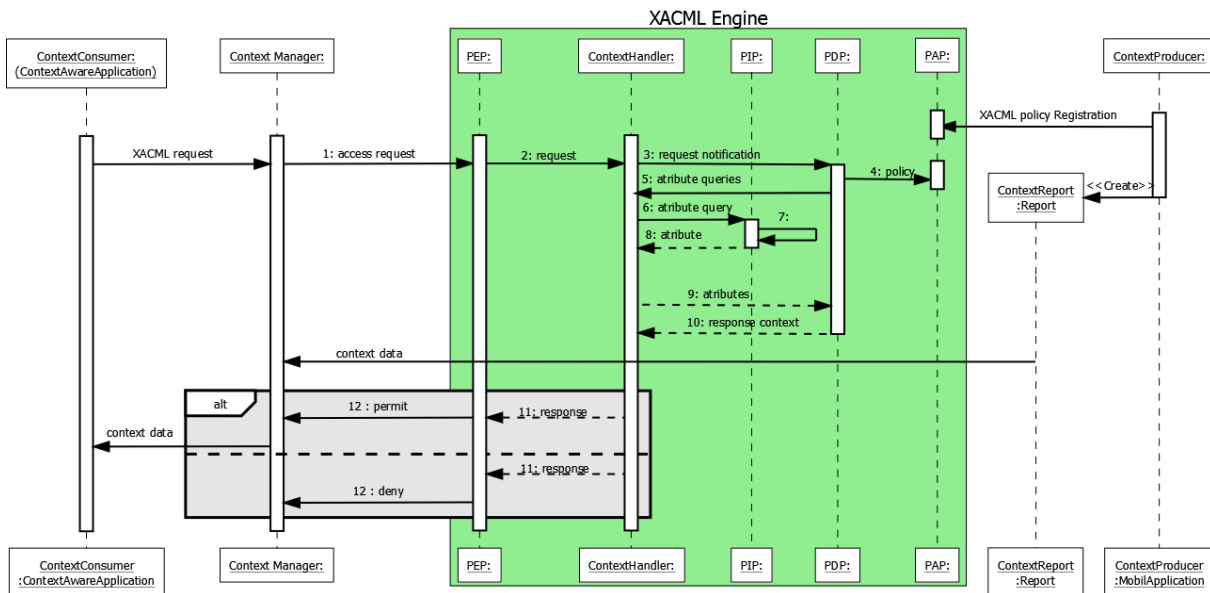 XACML Engine
ContextConsumer:
(ContextAwareApplication)
Context Manager:
PEP:
ContextHandler:
PIP:
PDP:
PAP:
ContextProducer:
XACML policy Registration
XACML request
1: access request
2: request
3: request notification
4: policy
5: atribute queries
<<Create>>
ContextReport
:Report
6: atribute query
7:
8: atribute
9: atributes
10: response context
context data
alt
12 : permit
11: response
context data
11: response
12 : deny
ContextConsumer
:ContextAwareApplication
Context Manager:
PEP:
ContextHandler:
PIP:
PDP:
PAP:
ContextReport
:Report
ContextProducer
:MobilApplication